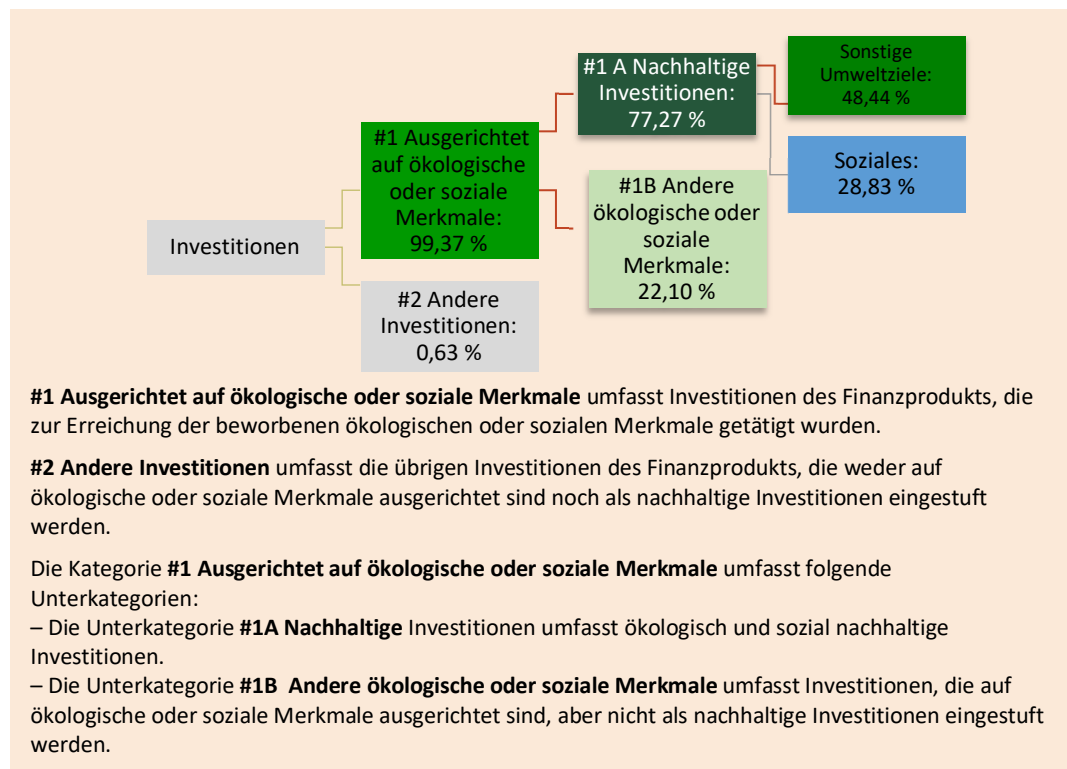 Investitionen
#1 Ausgerichtet
auf ökologische
oder soziale
Merkmale:
99,37 %
#2 Andere
Investitionen:
0,63 %
#1 A Nachhaltige
Investitionen:
77,27 %
#1B Andere
ökologische oder
soziale
Merkmale:
22,10 %
Sonstige
Umweltziele:
48,44 %
Soziales:
28,83 %
#1 Ausgerichtet auf ökologische oder soziale Merkmale umfasst Investitionen des Finanzprodukts, die
zur Erreichung der beworbenen ökologischen oder sozialen Merkmale getätigt wurden.
#2 Andere Investitionen umfasst die übrigen Investitionen des Finanzprodukts, die weder auf
ökologische oder soziale Merkmale ausgerichtet sind noch als nachhaltige Investitionen eingestuft
werden.
Die Kategorie #1 Ausgerichtet auf ökologische oder soziale Merkmale umfasst folgende
Unterkategorien:
– Die Unterkategorie #1A Nachhaltige Investitionen umfasst ökologisch und sozial nachhaltige
Investitionen.
– Die Unterkategorie #1B Andere ökologische oder soziale Merkmale umfasst Investitionen, die auf
ökologische oder soziale Merkmale ausgerichtet sind, aber nicht als nachhaltige Investitionen eingestuft
werden.